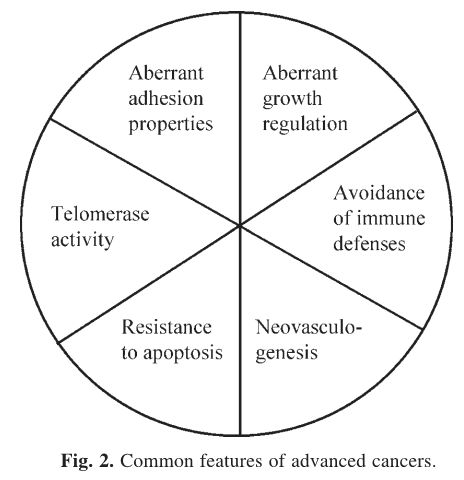 Aberrant
adhesion
properties
Aberrant
growth
regulation
Avoidance
of immune
defenses
Neovasculo-
genesis
Resistance
to apoptosis
Telomerase
activity
Fig. 2. Common features of advanced cancers.